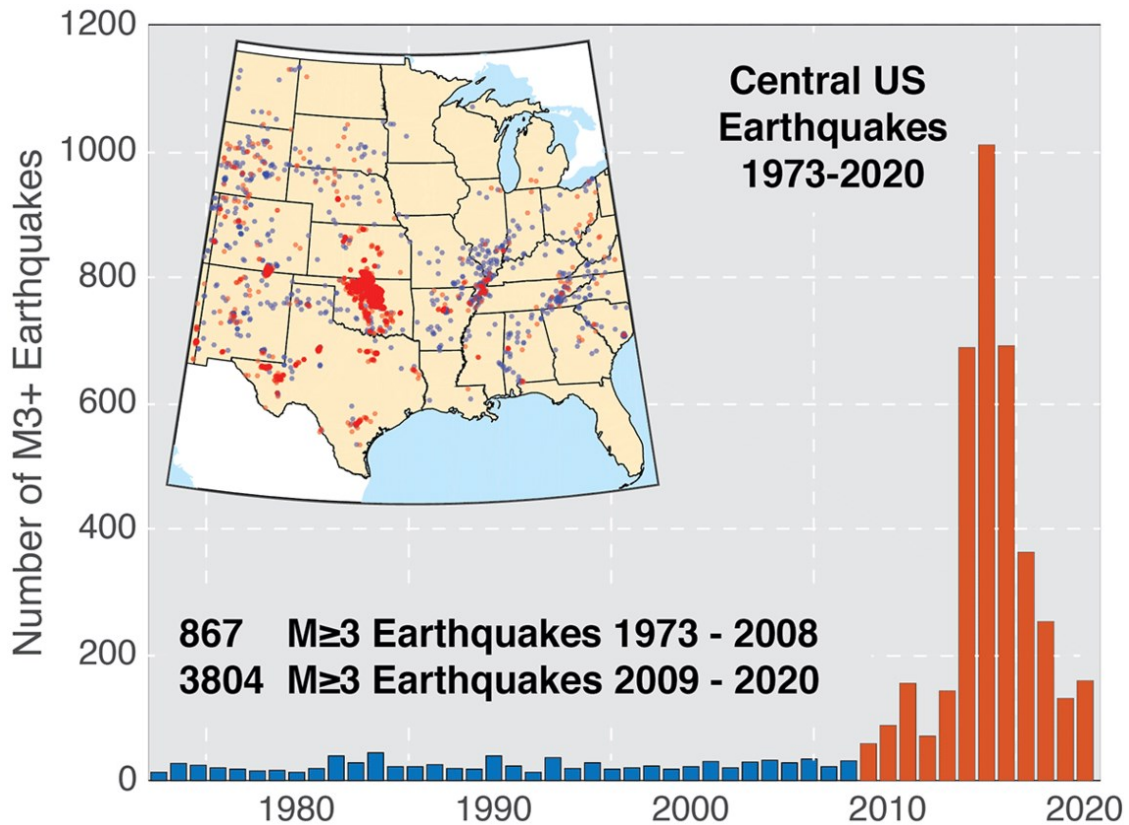 Number of M3+ Earthquakes
1200
1000
800
600
400
200
0
Central US
Earthquakes
1973-2020
867 M≥3 Earthquakes 1973 - 2008
3804 M≥3 Earthquakes 2009 - 2020
1980 1990 2000 2010 2020